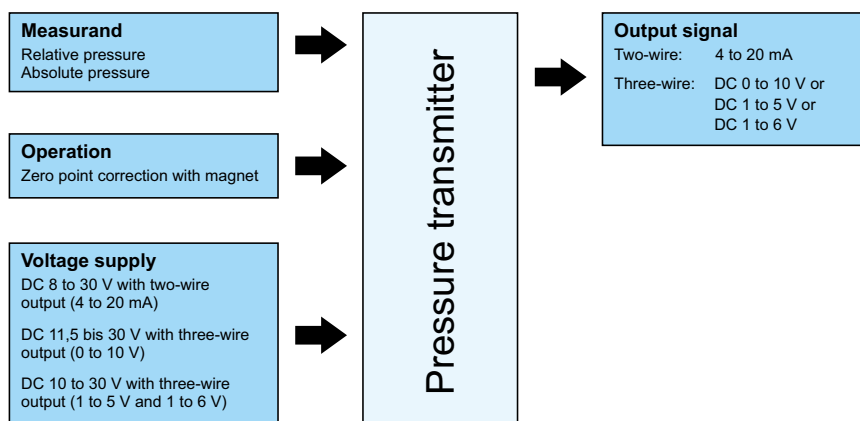 Measurand
Relative pressure
Absolute pressure
Operation
Zero point correction with magnet
Voltage supply
DC 8 to 30 V with two-wire
output (4 to 20 mA)
DC 11,5 bis 30 V with three-wire
output (0 to 10 V)
DC 10 to 30 V with three-wire
output (1 to 5 V and 1 to 6 V)
Pressure transmitter
Output signal
Two-wire: 4 to 20 mA
Three-wire: DC 0 to 10 V or
DC 1 to 5 V or
DC 1 to 6 V